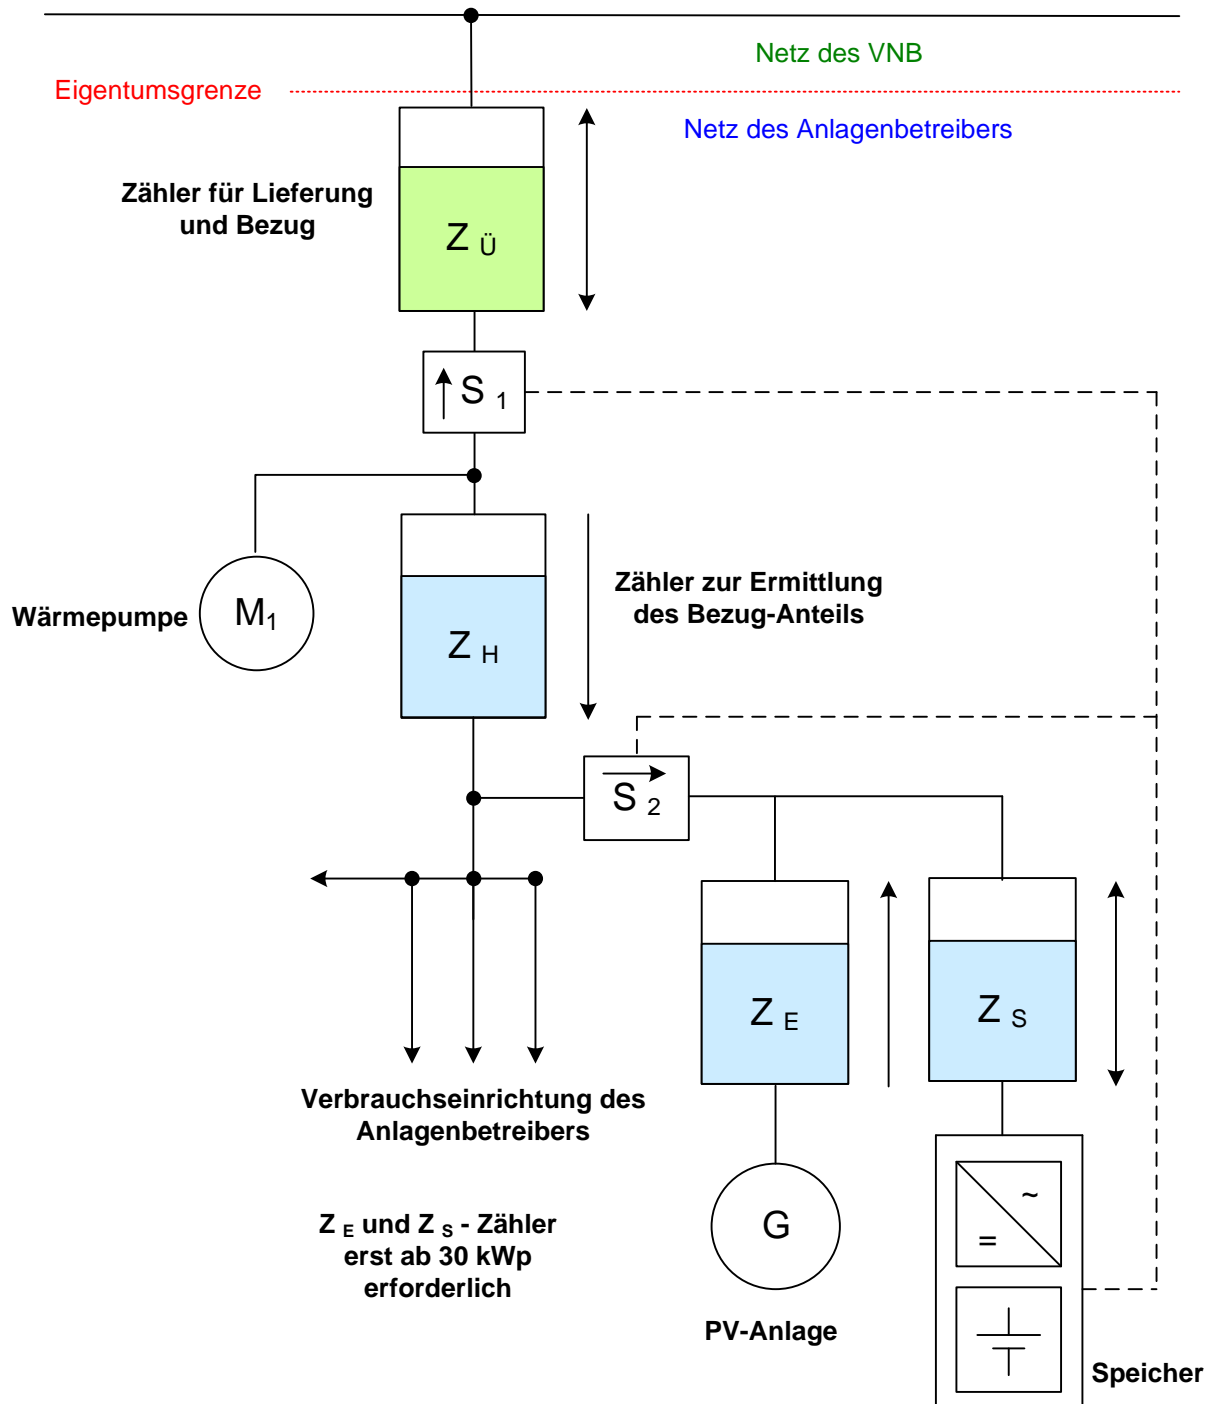 Netz des VNB
Eigentumsgrenze
Netz des Anlagenbetreibers
Zähler für Lieferung
und Bezug
Z Ü
S 1
Wärmepumpe
M1
Z H
Zähler zur Ermittlung
des Bezug-Anteils
S 2
Z E
Z S
Verbrauchseinrichtung des
Anlagenbetreibers
Z E und Z S - Zähler
erst ab 30 kWp
erforderlich
G
~
=
PV-Anlage
Speicher